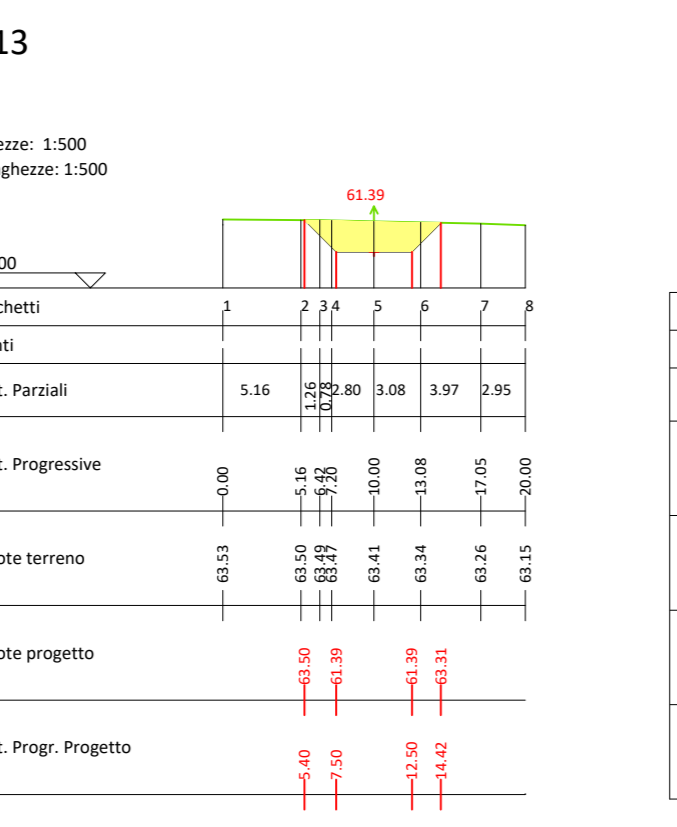 13
ezze: 1:500
ghezze: 1:500
61.39
00
chetti 1 2 3 4 5 6 7 8
nti
t. Parziali 5.16 1.26 0.78 2.80 3.08 3.97 2.95
t. Progressive 0.00 5.16 6.42 7.20 10.00 13.08 17.05 20.00
ote terreno 63.53 63.50 63.49 63.47 63.41 63.34 63.26 63.15
ote progetto 63.50 61.39 61.39 63.31
t. Progr. Progetto 5.40 7.50 12.50 14.42